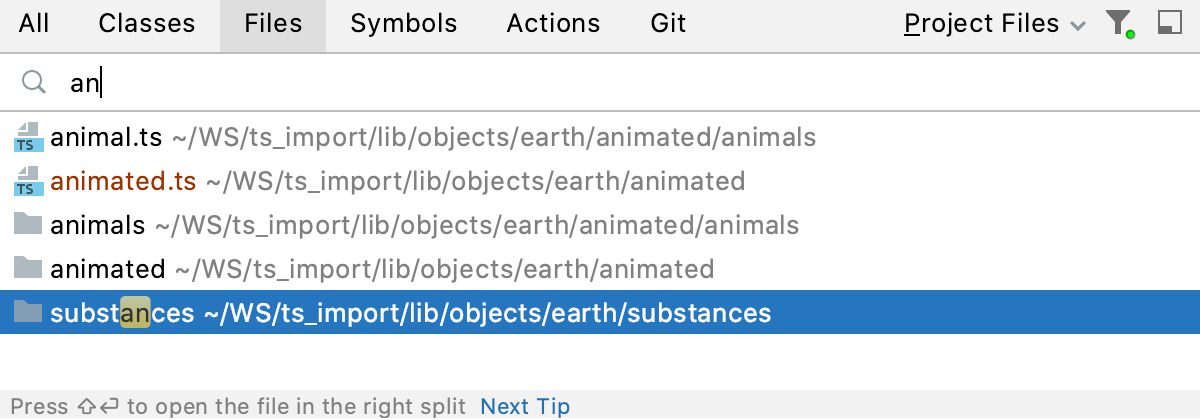 All Classes Files Symbols Actions Git Project Files
an
TS animal.ts ~/WS/ts_import/lib/objects/earth/animated/animals
TS animated.ts ~/WS/ts_import/lib/objects/earth/animated
animals ~/WS/ts_import/lib/objects/earth/animated/animals
animated ~/WS/ts_import/lib/objects/earth/animated
substances ~/WS/ts_import/lib/objects/earth/substances
Press ⇧⏎ to open the file in the right split Next Tip